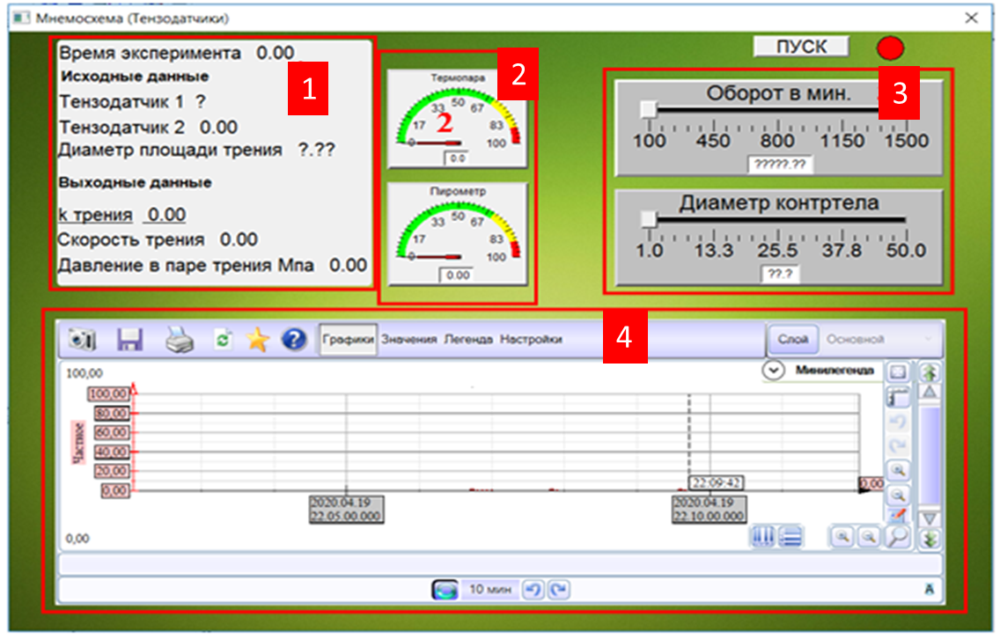 Мнемосхема (Тензодатчики)
Время эксперимента 0.00
1
Исходные данные
Тензодатчик 1 ?
Тензодатчик 2 0.00
Диаметр площади трения ?.??
Выходные данные
k трения 0.00
Скорость трения 0.00
Давление в паре трения Мпа 0.00
2
Термопара
0 17 33 50 67 83 100
2
0.0
Пирометр
0 17 33 50 67 83 100
0.00
ПУСК
3
Оборот в мин.
100 450 800 1150 1500
?????.??
Диаметр контртела
1.0 13.3 25.5 37.8 50.0
??.?
4
Графики Значения Легенда Настройки
Слой Основной
100,00
Минилегенда
100,00
80,00
60,00
40,00
20,00
0,00
Частное
22:09:42
0,00
2020.04.19
22.05.00.000
2020.04.19
22.10.00.000
0,00
10 мин
A